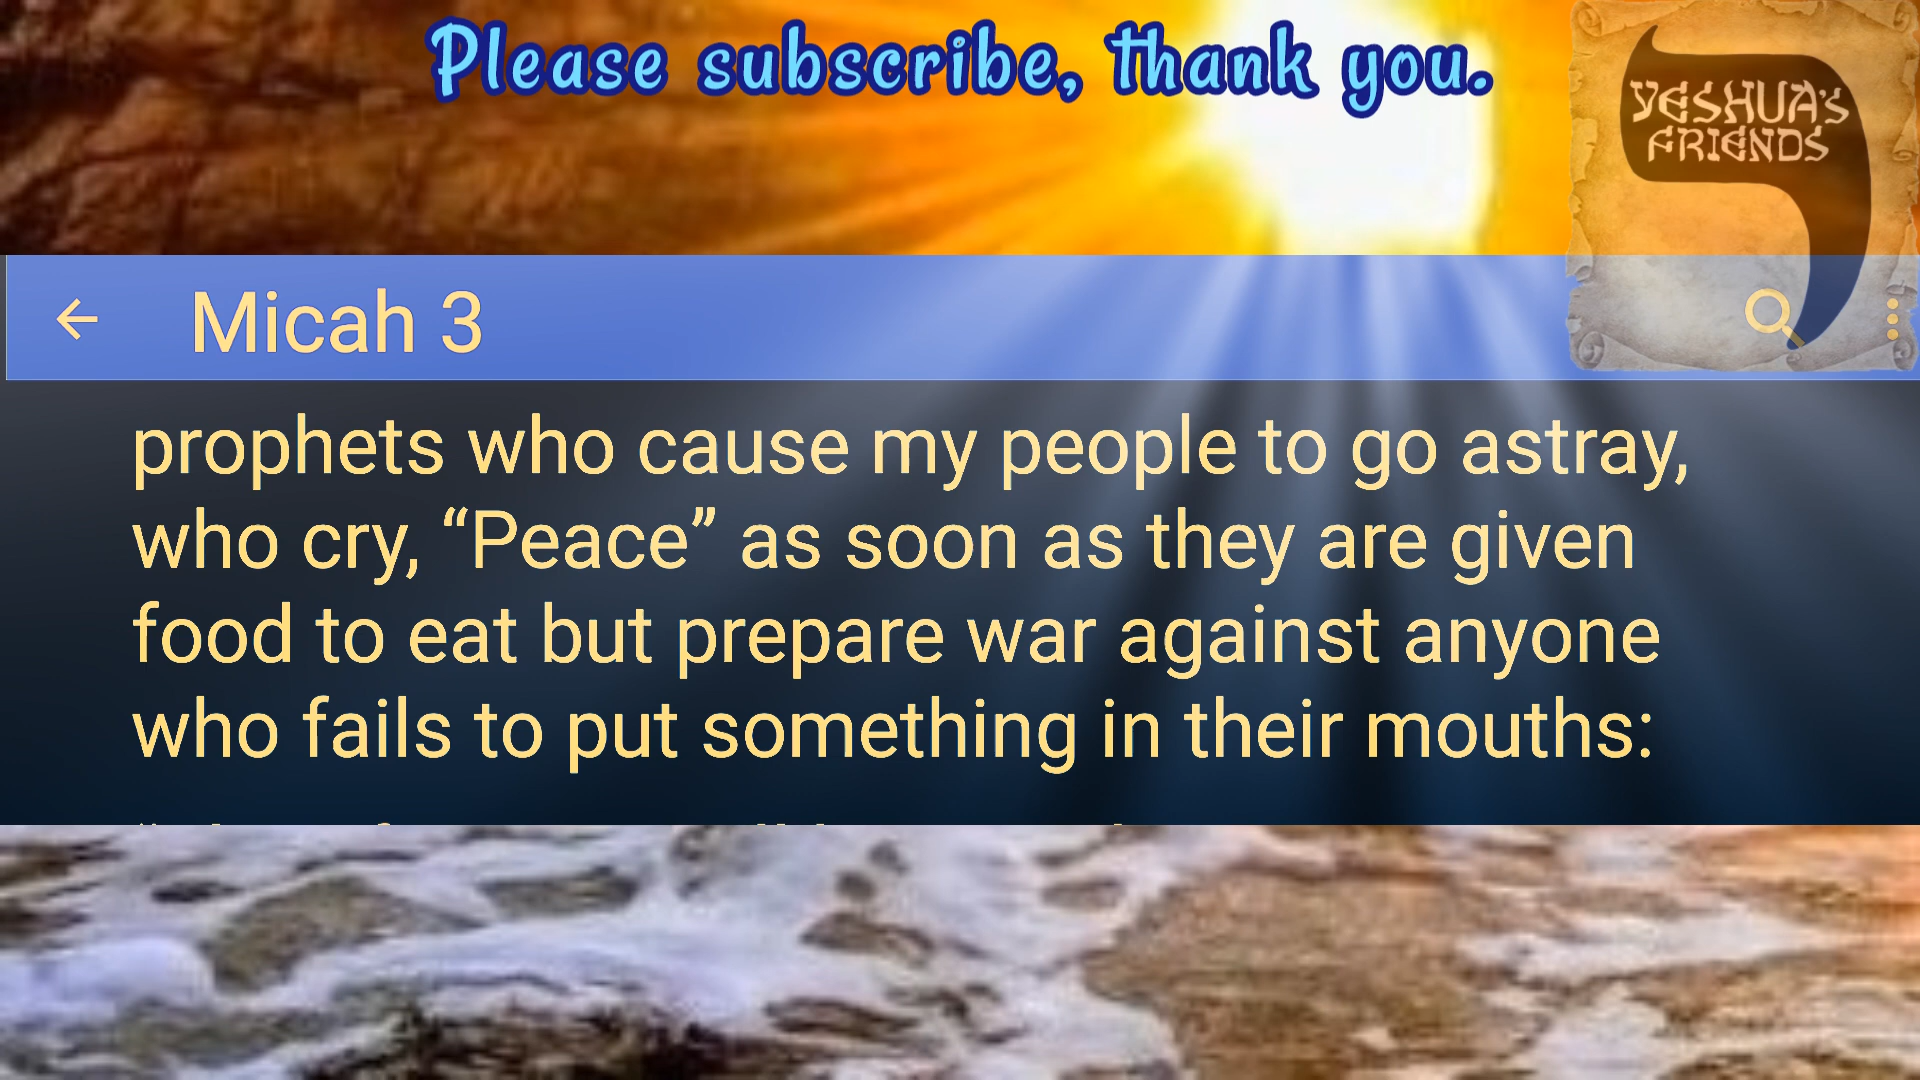 Please subscribe, thank you.
YESHUA'S
FRIENDS
Micah 3
prophets who cause my people to go astray,
who cry, “Peace” as soon as they are given
food to eat but prepare war against anyone
who fails to put something in their mouths: